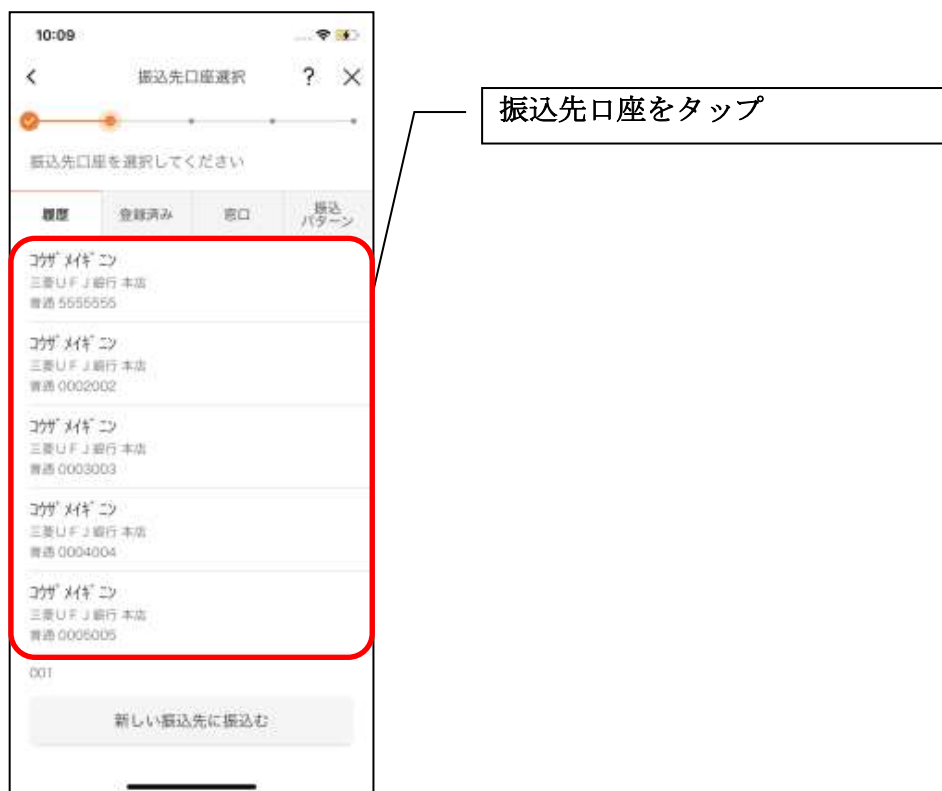 10:09
振込先口座選択 ?
振込先口座を選択してください
履歴 登録済み 窓口 振込
パターン
振込先口座をタップ
ｺｳｻﾞﾒｲｷﾞﾆﾝ
三菱ＵＦＪ銀行 本店
普通 5555555
ｺｳｻﾞﾒｲｷﾞﾆﾝ
三菱ＵＦＪ銀行 本店
普通 0002002
ｺｳｻﾞﾒｲｷﾞﾆﾝ
三菱ＵＦＪ銀行 本店
普通 0003003
ｺｳｻﾞﾒｲｷﾞﾆﾝ
三菱ＵＦＪ銀行 本店
普通 0004004
ｺｳｻﾞﾒｲｷﾞﾆﾝ
三菱ＵＦＪ銀行 本店
普通 0005005
001
新しい振込先に振込む